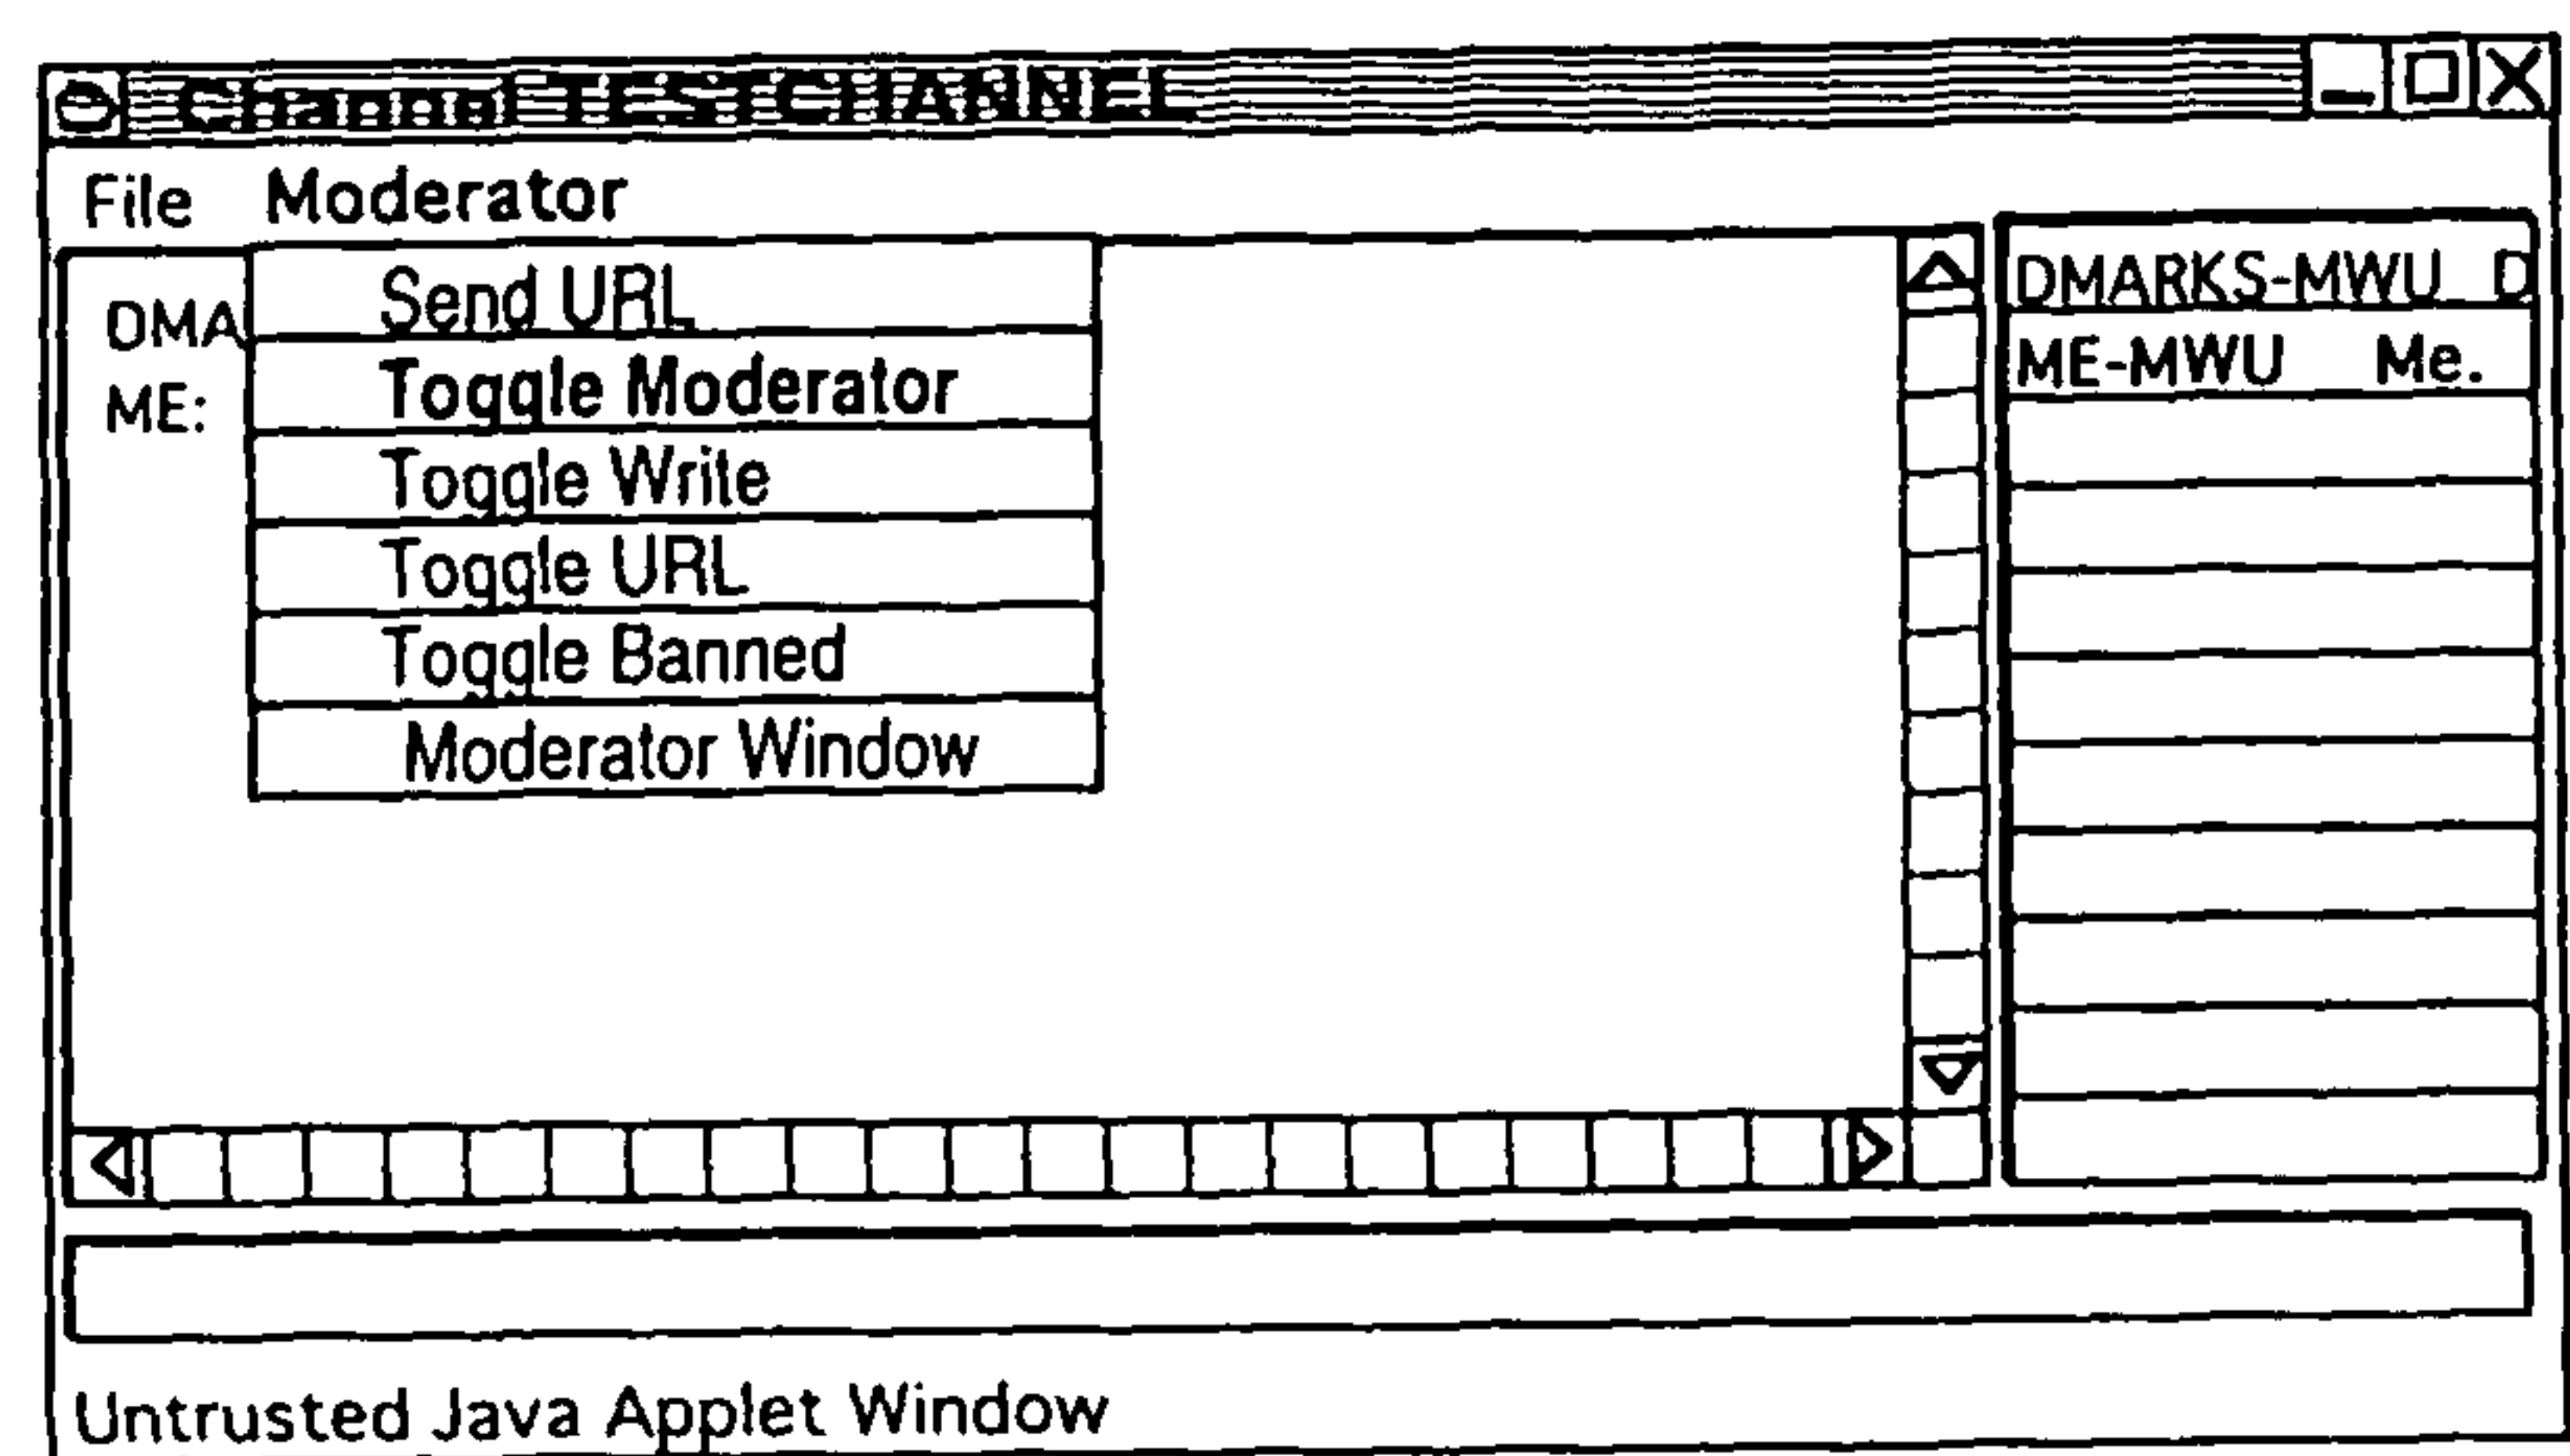 Channel TESTCHANNEL
File Moderator
Send URL
Toggle Moderator
Toggle Write
Toggle URL
Toggle Banned
Moderator Window
DMA
ME:
DMARKS-MWU D
ME-MWU Me.
Untrusted Java Applet Window